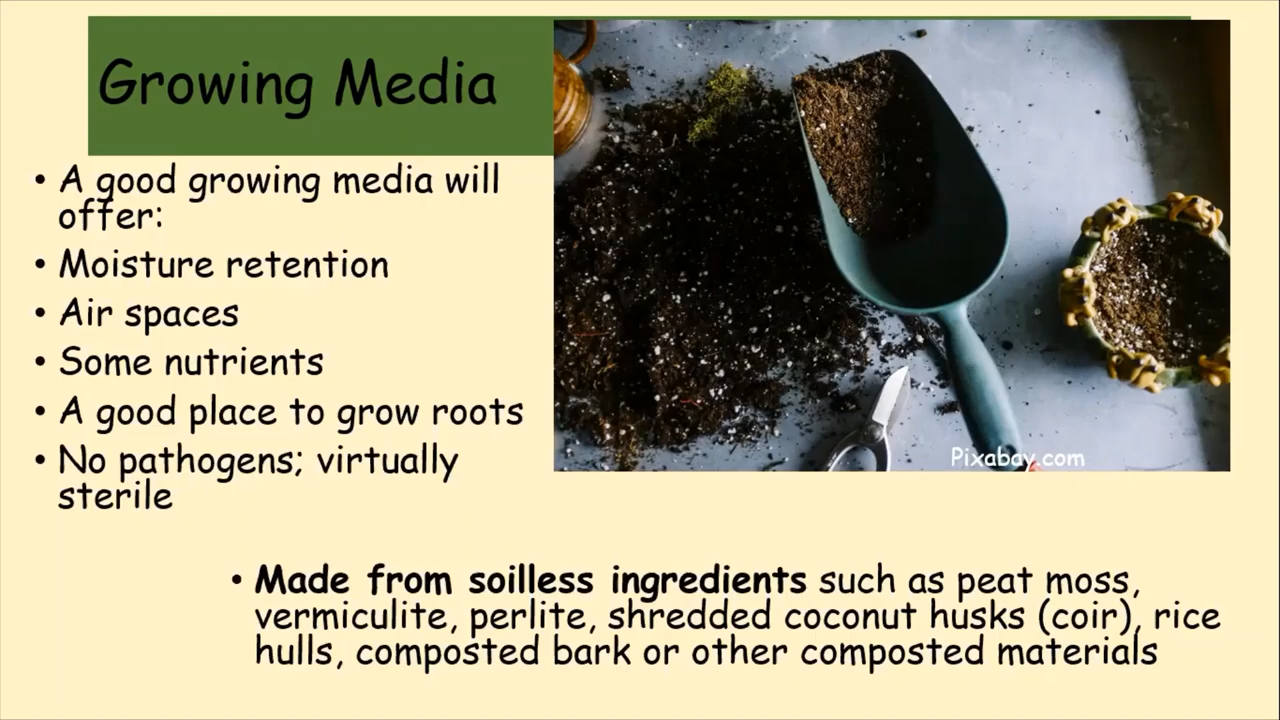 Growing Media
• A good growing media will
offer:
• Moisture retention
• Air spaces
• Some nutrients
• A good place to grow roots
• No pathogens; virtually
sterile
Pixabay.com
• Made from soilless ingredients such as peat moss,
vermiculite, perlite, shredded coconut husks (coir), rice
hulls, composted bark or other composted materials